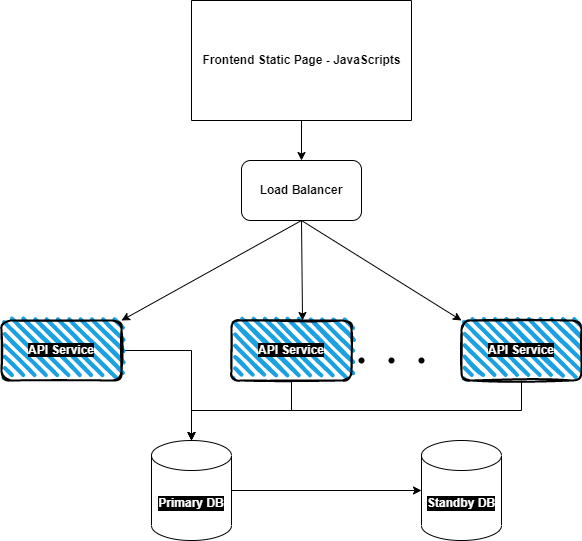 Frontend Static Page - JavaScripts
Load Balancer
API Service
API Service
API Service
Primary DB
Standby DB